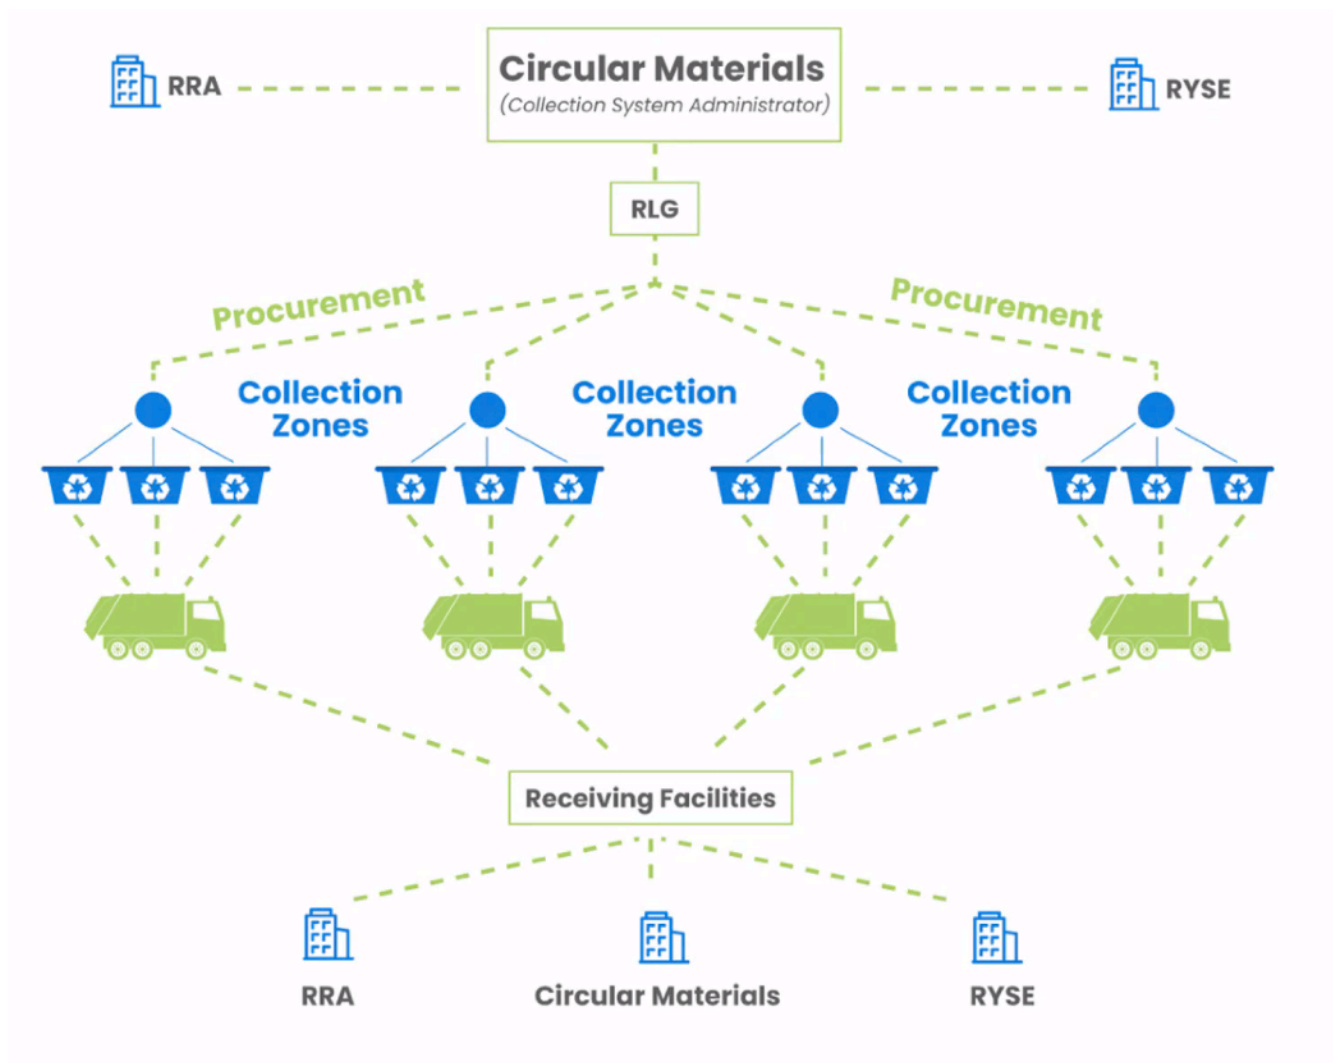 RRA
Circular Materials
(Collection System Administrator)
RYSE
RLG
Procurement
Procurement
Collection
Zones
Collection
Zones
Collection
Zones
Receiving Facilities
RRA
Circular Materials
RYSE